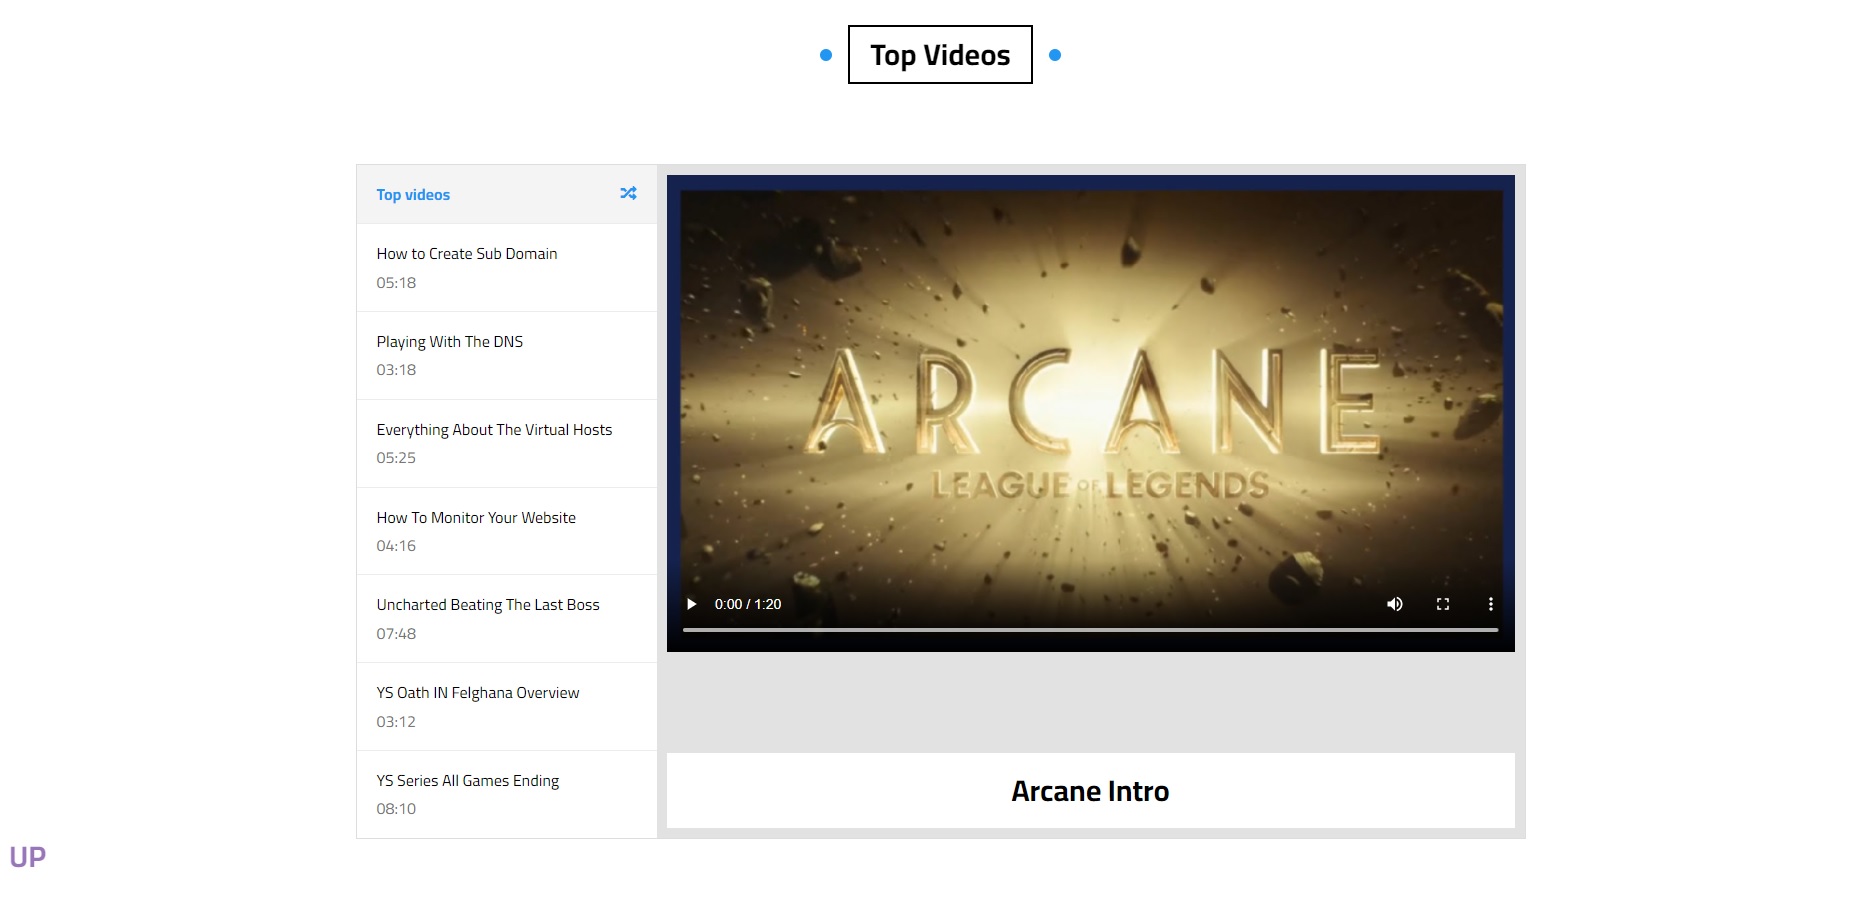 Top Videos
Top videos
How to Create Sub Domain
05:18
Playing With The DNS
03:18
Everything About The Virtual Hosts
05:25
How To Monitor Your Website
04:16
Uncharted Beating The Last Boss
07:48
YS Oath IN Felghana Overview
03:12
YS Series All Games Ending
08:10
ARCANE
LEAGUE OF LEGENDS
0:00 / 1:20
Arcane Intro
UP